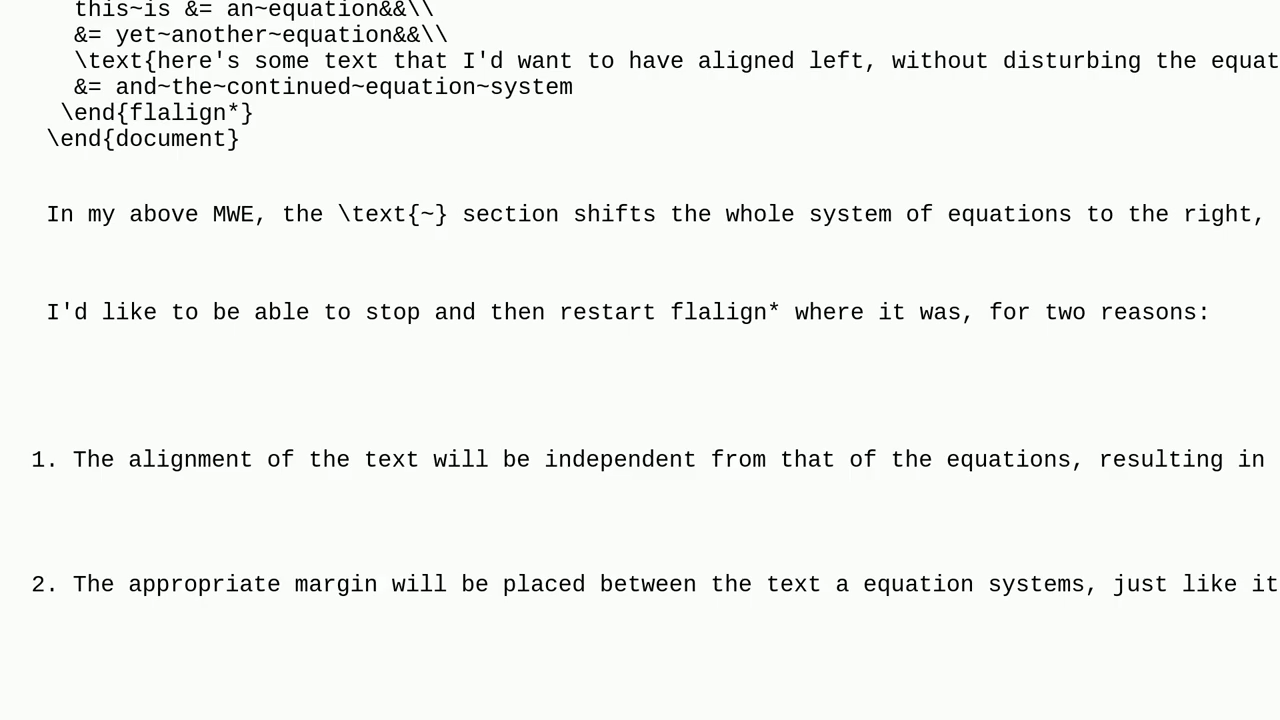 this~is &= an~equation&&\\
&= yet~another~equation&&\\
\text{here's some text that I'd want to have aligned left, without disturbing the equat
&= and~the~continued~equation~system
\end{flalign*}
\end{document}
In my above MWE, the \text{~} section shifts the whole system of equations to the right,
I'd like to be able to stop and then restart flalign* where it was, for two reasons:
1. The alignment of the text will be independent from that of the equations, resulting in
2. The appropriate margin will be placed between the text a equation systems, just like it